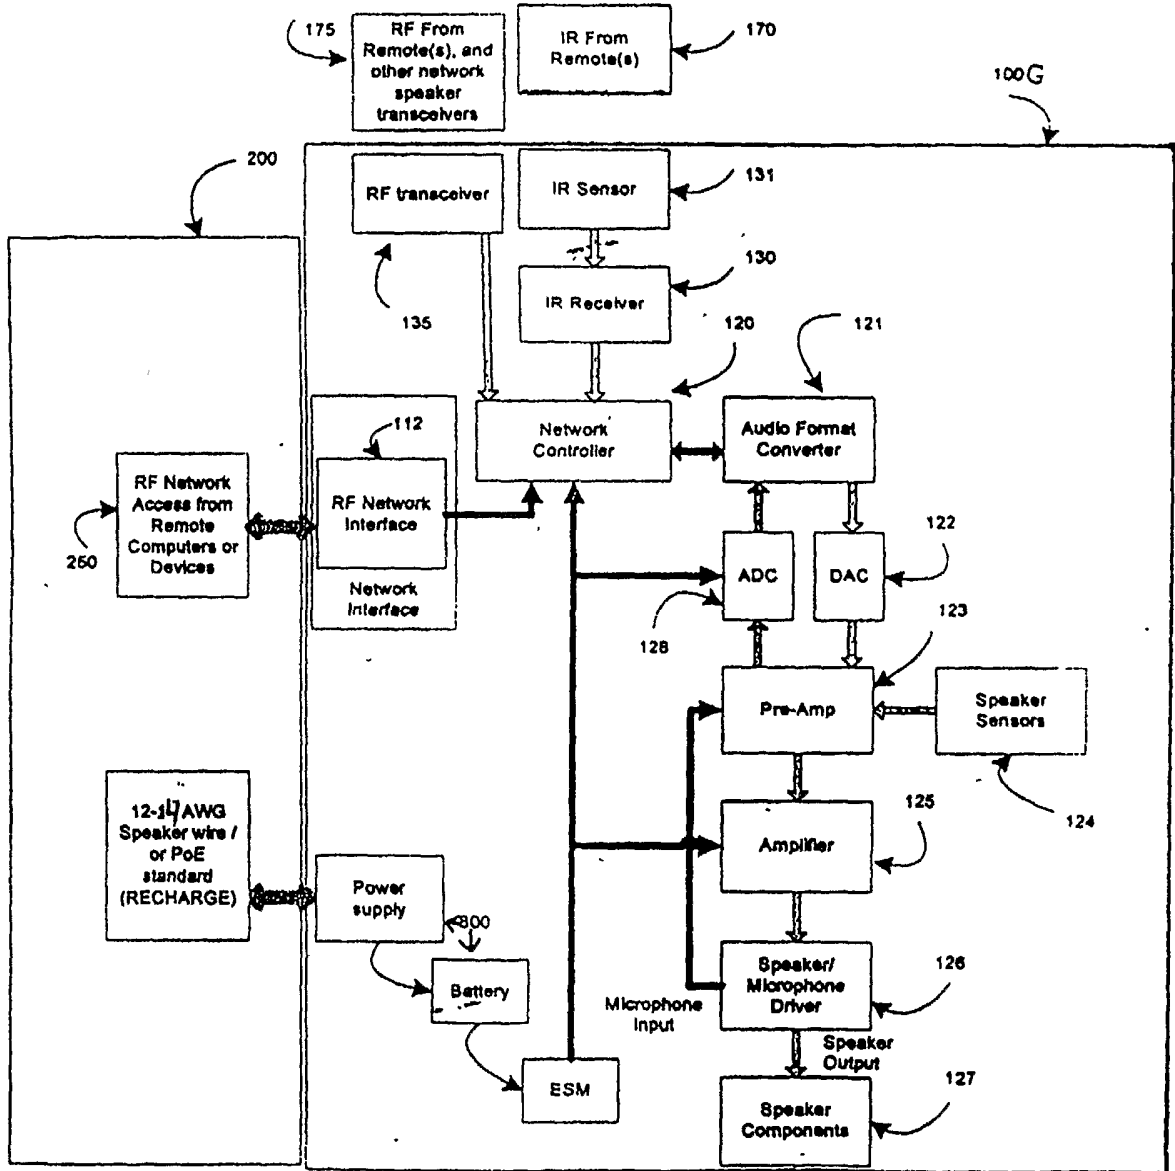 175
RF From
Remote(s), and
other network
speaker
transceivers
IR From
Remote(s)
170
100G
200
RF transceiver
IR Sensor
131
135
IR Receiver
130
120
121
112
Network
Controller
Audio Format
Converter
RF Network
Access from
Remote
Computers or
Devices
250
RF Network
Interface
Network
Interface
ADC
DAC
122
128
123
Pre-Amp
Speaker
Sensors
124
12-14 AWG
Speaker wire /
or PoE
standard
(RECHARGE)
Amplifier
125
Power
supply
300
Battery
Speaker/
Microphone
Driver
126
Microphone
Input
Speaker
Output
ESM
Speaker
Components
127